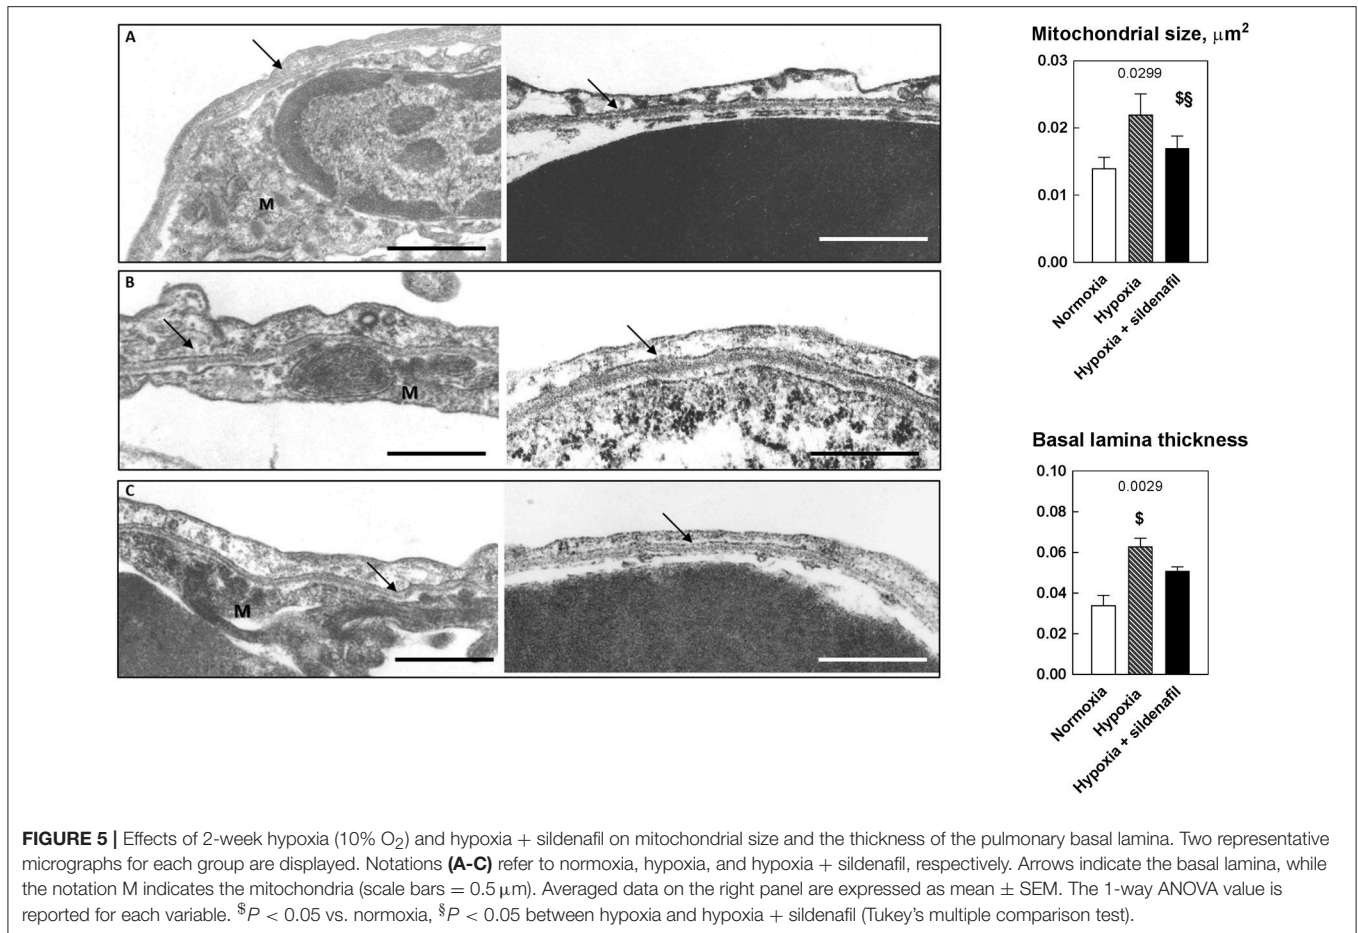 A
M
B
M
C
M
Mitochondrial size, μm²
0.03
0.02
0.01
0.00
0.0299
$§
Normoxia
Hypoxia
Hypoxia + sildenafil
Basal lamina thickness
0.10
0.08
0.06
0.04
0.02
0.00
0.0029
$
Normoxia
Hypoxia
Hypoxia + sildenafil
FIGURE 5 | Effects of 2-week hypoxia (10% O₂) and hypoxia + sildenafil on mitochondrial size and the thickness of the pulmonary basal lamina. Two representative
micrographs for each group are displayed. Notations (A-C) refer to normoxia, hypoxia, and hypoxia + sildenafil, respectively. Arrows indicate the basal lamina, while
the notation M indicates the mitochondria (scale bars = 0.5 μm). Averaged data on the right panel are expressed as mean ± SEM. The 1-way ANOVA value is
reported for each variable. $P < 0.05 vs. normoxia, §P < 0.05 between hypoxia and hypoxia + sildenafil (Tukey's multiple comparison test).